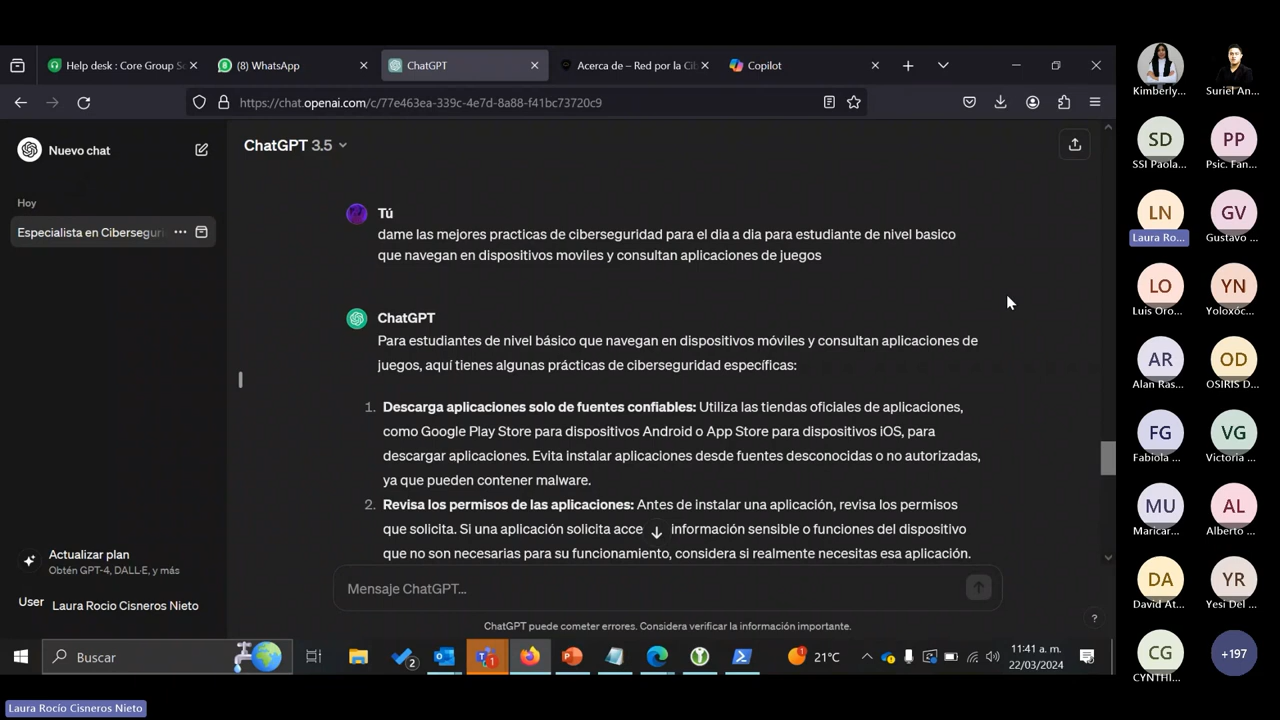 Help desk : Core Group Sc
(8) WhatsApp
ChatGPT
Acerca de – Red por la Cib
Copilot
https://chat.openai.com/c/77e463ea-339c-4e7d-8a88-f41bc73720c9
Nuevo chat
Hoy
Especialista en Cibersegur
Actualizar plan
Obtén GPT-4, DALL·E, y más
User
Laura Rocio Cisneros Nieto
ChatGPT 3.5
Tú
dame las mejores practicas de ciberseguridad para el dia a dia para estudiante de nivel basico
que navegan en dispositivos moviles y consultan aplicaciones de juegos
ChatGPT
Para estudiantes de nivel básico que navegan en dispositivos móviles y consultan aplicaciones de
juegos, aquí tienes algunas prácticas de ciberseguridad específicas:
1. Descarga aplicaciones solo de fuentes confiables: Utiliza las tiendas oficiales de aplicaciones,
como Google Play Store para dispositivos Android o App Store para dispositivos iOS, para
descargar aplicaciones. Evita instalar aplicaciones desde fuentes desconocidas o no autorizadas,
ya que pueden contener malware.
2. Revisa los permisos de las aplicaciones: Antes de instalar una aplicación, revisa los permisos
que solicita. Si una aplicación solicita acce información sensible o funciones del dispositivo
que no son necesarias para su funcionamiento, considera si realmente necesitas esa aplicación.
Mensaje ChatGPT...
ChatGPT puede cometer errores. Considera verificar la información importante.
?
Buscar
2
1
1
21°C
11:41 a. m.
22/03/2024
Kimberly...
Suriel An...
SD
SSI Paola...
PP
Psic. Fan...
LN
Laura Ro...
GV
Gustavo ...
LO
Luis Oro...
YN
Yoloxóc...
AR
Alan Ras...
OD
OSIRIS D...
FG
Fabiola ...
VG
Victoria ...
MU
Maricar...
AL
Alberto ...
DA
David At...
YR
Yesi Del ...
CG
CYNTHI...
+197
Laura Rocío Cisneros Nieto